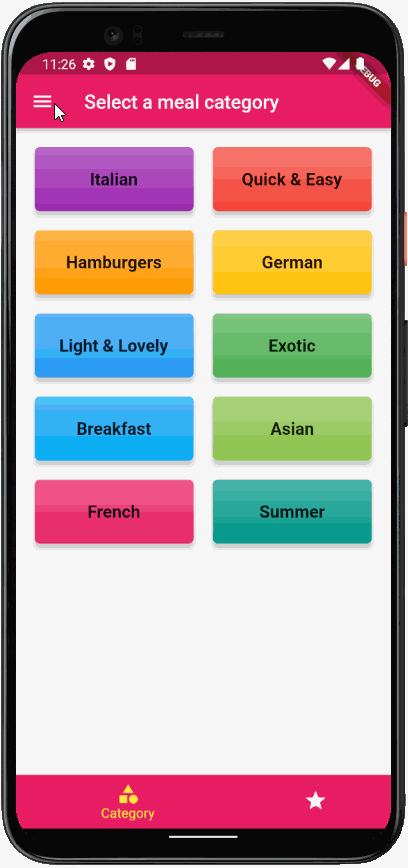 11:26
DEBUG
Select a meal category
Italian
Quick & Easy
Hamburgers
German
Light & Lovely
Exotic
Breakfast
Asian
French
Summer
Category